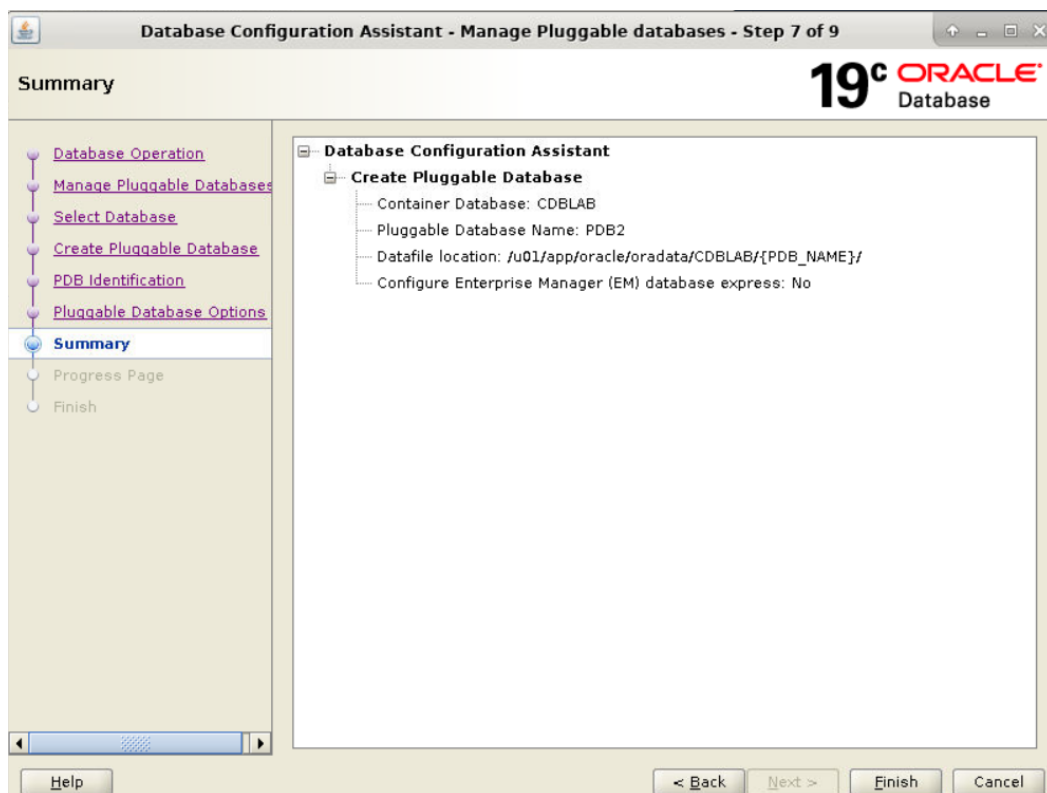 Database Configuration Assistant - Manage Pluggable databases - Step 7 of 9
Summary
19c ORACLE
Database
Database Operation
Manage Pluggable Databases
Select Database
Create Pluggable Database
PDB Identification
Pluggable Database Options
Summary
Progress Page
Finish
Database Configuration Assistant
Create Pluggable Database
Container Database: CDBLAB
Pluggable Database Name: PDB2
Datafile location: /u01/app/oracle/oradata/CDBLAB/{PDB_NAME}/
Configure Enterprise Manager (EM) database express: No
Help
< Back
Next >
Finish
Cancel